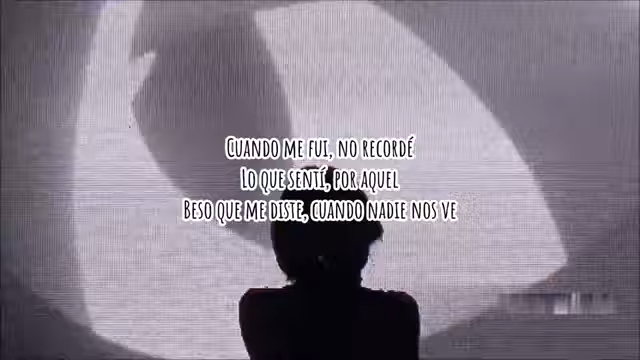 Cuando me fui, no recordé
Lo que sentí, por aquel
Beso que me diste, cuando nadie nos ve